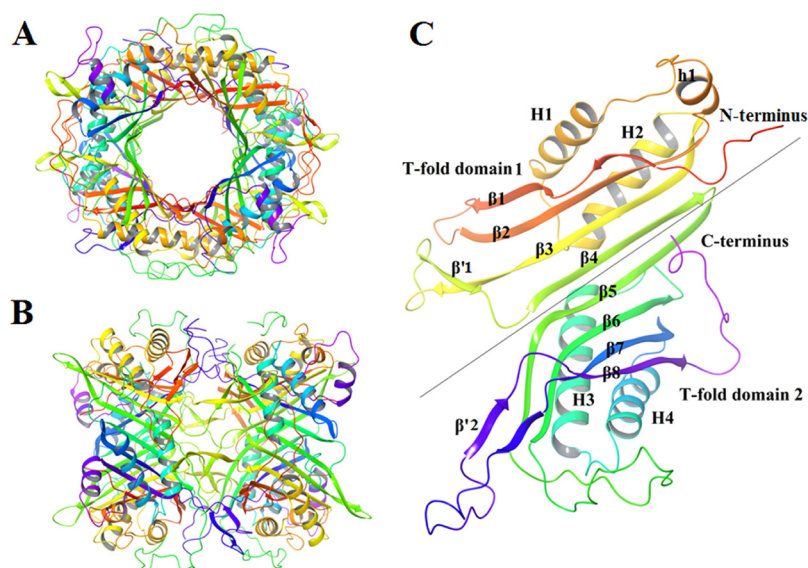 A
C
h1
H1
N-terminus
H2
T-fold domain 1
β1
β2
β3
β'1
β4
C-terminus
B
β5
β6
β7
β8
T-fold domain 2
H3
H4
β'2